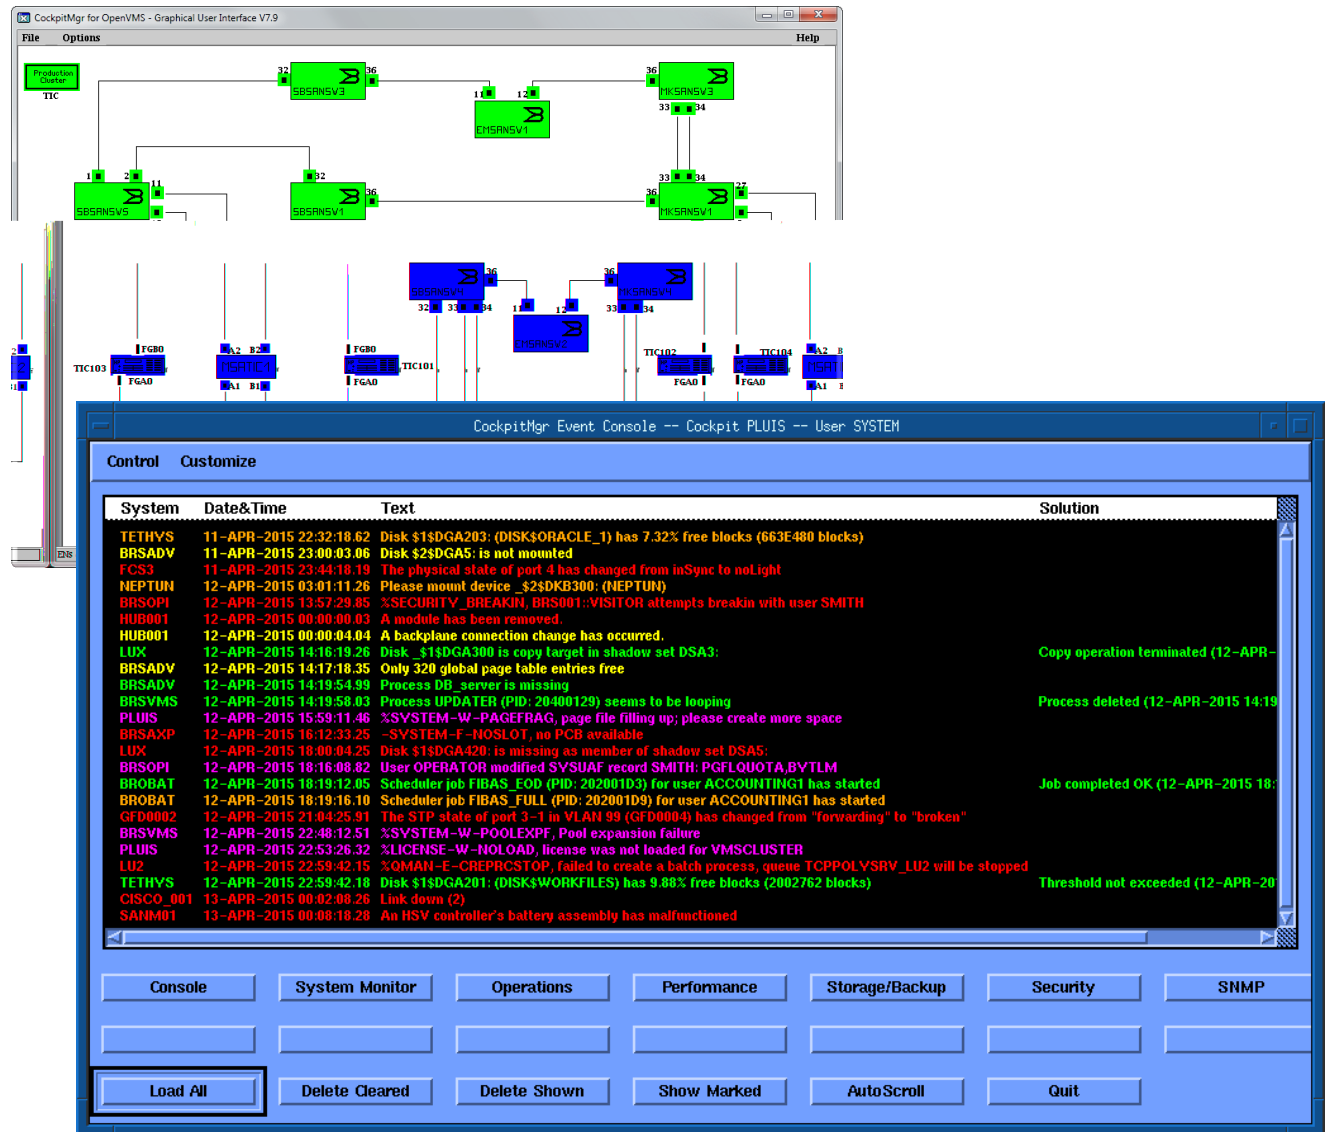 CockpitMgr for OpenVMS - Graphical User Interface V7.9
File Options Help
Production
Cluster
TIC
32 36 36
SBSANSV3 MKSANSV3
11 12
EMSANSV1
33 34
1 2 11 32 33 34 27
36 36
SBSANSV5 SBSANSV1 MKSANSV1
36 36
SBSANSV4 MKSANSV4
32 33 34 11 12 33 34
EMSANSV2
FGB0 A2 B2 FGB0 TIC102 TIC104 A2
TIC103 TIC101
FGA0 A1 B1 FGA0 FGA0 FGA0 A1
ENS
CockpitMgr Event Console -- Cockpit PLUIS -- User SYSTEM
Control Customize
System Date&Time Text Solution
TETHYS 11-APR-2015 22:32:18.62 Disk $1$DGA203: (DISK$ORACLE_1) has 7.32% free blocks (663E480 blocks)
BRSADV 11-APR-2015 23:00:03.06 Disk $2$DGA5: is not mounted
FCS3 11-APR-2015 23:44:18.19 The physical state of port 4 has changed from inSync to noLight
NEPTUN 12-APR-2015 03:01:11.26 Please mount device _$2$DKB300: (NEPTUN)
BRSOPI 12-APR-2015 13:57:29.85 %SECURITY_BREAKIN, BRS001::VISITOR attempts breakin with user SMITH
HUB001 12-APR-2015 00:00:00.03 A module has been removed.
HUB001 12-APR-2015 00:00:04.04 A backplane connection change has occurred.
LUX 12-APR-2015 14:16:19.26 Disk _$1$DGA300 is copy target in shadow set DSA3: Copy operation terminated (12-APR-
BRSADV 12-APR-2015 14:17:18.35 Only 320 global page table entries free
BRSADV 12-APR-2015 14:19:54.99 Process DB_server is missing
BRSVMS 12-APR-2015 14:19:58.03 Process UPDATER (PID: 20400129) seems to be looping Process deleted (12-APR-2015 14:19
PLUIS 12-APR-2015 15:59:11.46 %SYSTEM-W-PAGEFRAG, page file filling up; please create more space
BRSAXP 12-APR-2015 16:12:33.25 -SYSTEM-F-NOSLOT, no PCB available
LUX 12-APR-2015 18:00:04.25 Disk $1$DGA420: is missing as member of shadow set DSA5:
BRSOPI 12-APR-2015 18:16:08.82 User OPERATOR modified SYSUAF record SMITH: PGFLQUOTA,BYTLM
BROBAT 12-APR-2015 18:19:12.05 Scheduler job FIBAS_EOD (PID: 202001D3) for user ACCOUNTING1 has started Job completed OK (12-APR-2015 18:
BROBAT 12-APR-2015 18:19:16.10 Scheduler job FIBAS_FULL (PID: 202001D9) for user ACCOUNTING1 has started
GFD0002 12-APR-2015 21:04:25.91 The STP state of port 3-1 in VLAN 99 (GFD0004) has changed from "forwarding" to "broken"
BRSVMS 12-APR-2015 22:48:12.51 %SYSTEM-W-POOLEXPF, Pool expansion failure
PLUIS 12-APR-2015 22:53:26.32 %LICENSE-W-NOLOAD, license was not loaded for VMSCLUSTER
LU2 12-APR-2015 22:59:42.15 %QMAN-E-CREPRCSTOP, failed to create a batch process, queue TCPPOLYSRV_LU2 will be stopped
TETHYS 12-APR-2015 22:59:42.18 Disk $1$DGA201: (DISK$WORKFILES) has 9.88% free blocks (2002762 blocks) Threshold not exceeded (12-APR-20
CISCO_001 13-APR-2015 00:02:08.26 Link down (2)
SANM01 13-APR-2015 00:08:18.28 An HSV controller's battery assembly has malfunctioned
Console System Monitor Operations Performance Storage/Backup Security SNMP
Load All Delete Cleared Delete Shown Show Marked AutoScroll Quit